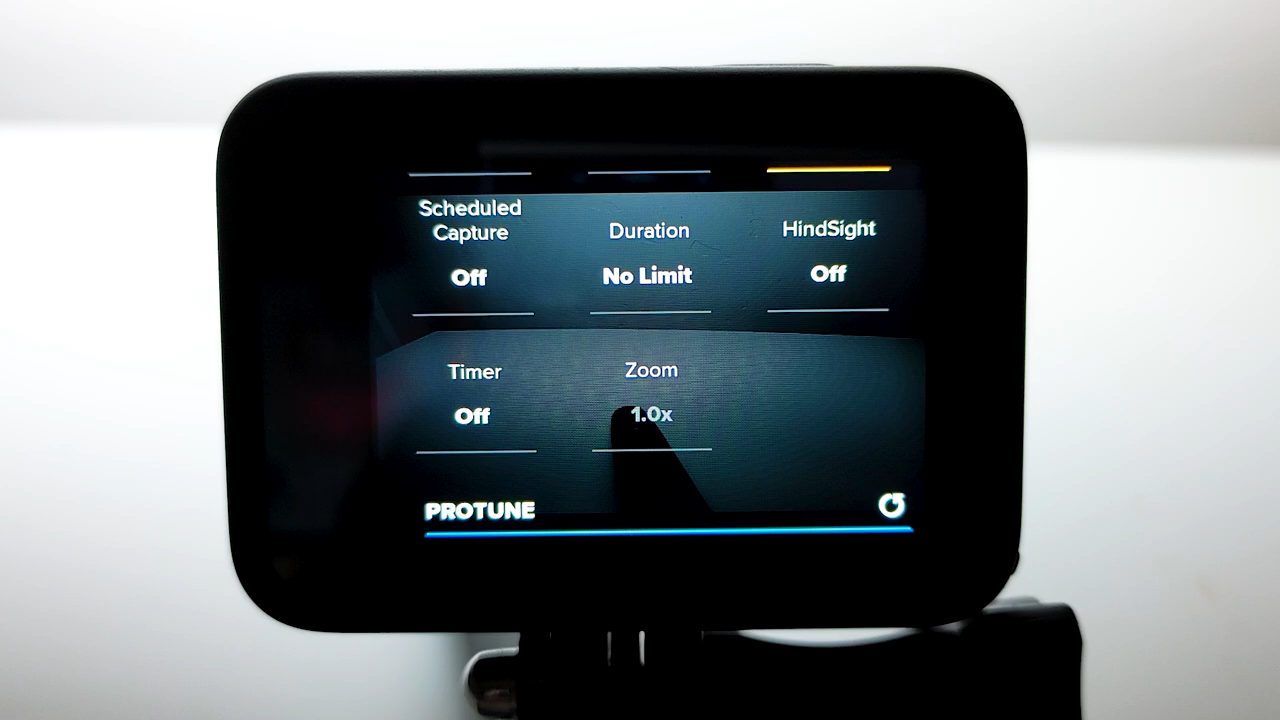 Scheduled
Capture
Duration
HindSight
Off
No Limit
Off
Timer
Zoom
Off
1.0x
PROTUNE